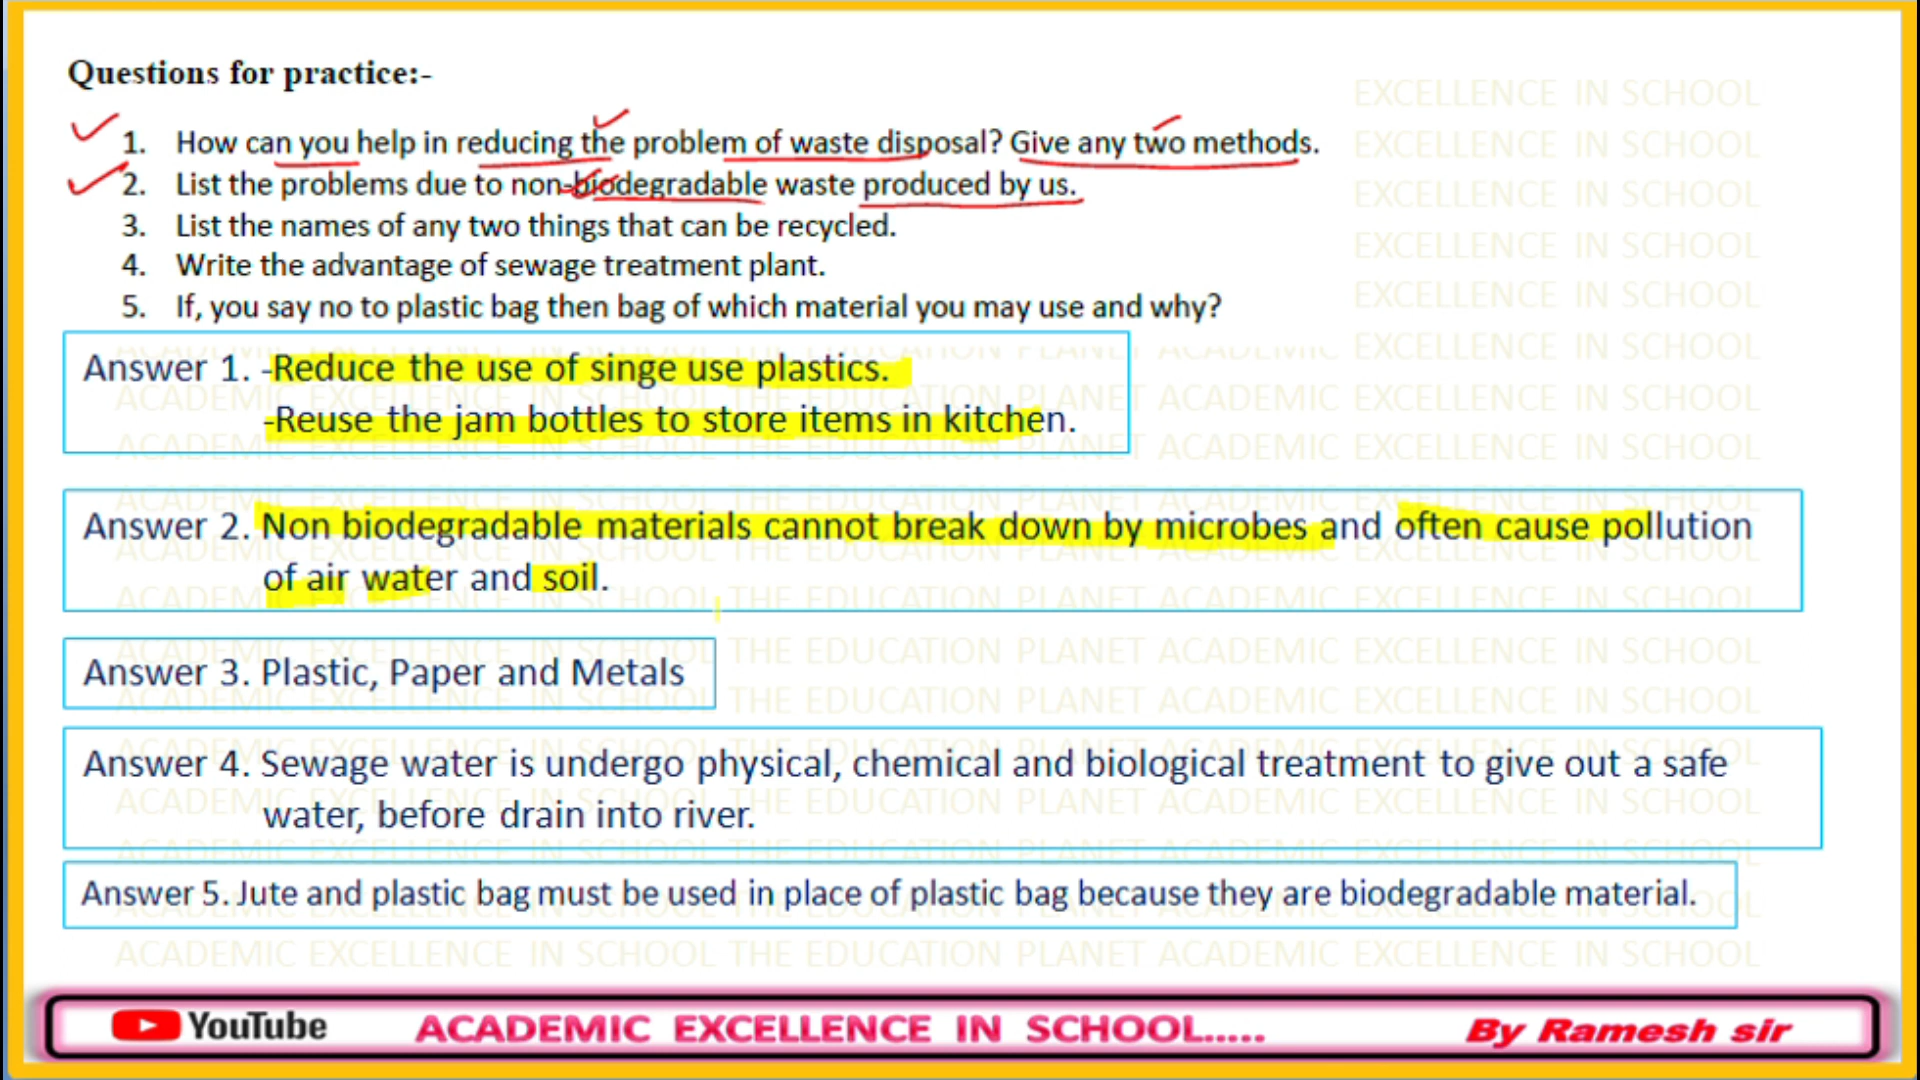 Questions for practice:-
1. How can you help in reducing the problem of waste disposal? Give any two methods.
2. List the problems due to non-biodegradable waste produced by us.
3. List the names of any two things that can be recycled.
4. Write the advantage of sewage treatment plant.
5. If, you say no to plastic bag then bag of which material you may use and why?
Answer 1. -Reduce the use of singe use plastics.
-Reuse the jam bottles to store items in kitchen.
Answer 2. Non biodegradable materials cannot break down by microbes and often cause pollution
of air water and soil.
Answer 3. Plastic, Paper and Metals
Answer 4. Sewage water is undergo physical, chemical and biological treatment to give out a safe
water, before drain into river.
Answer 5. Jute and plastic bag must be used in place of plastic bag because they are biodegradable material.
ACADEMIC EXCELLENCE IN SCHOOL THE EDUCATION PLANET ACADEMIC EXCELLENCE IN SCHOOL
YouTube ACADEMIC EXCELLENCE IN SCHOOL..... By Ramesh sir